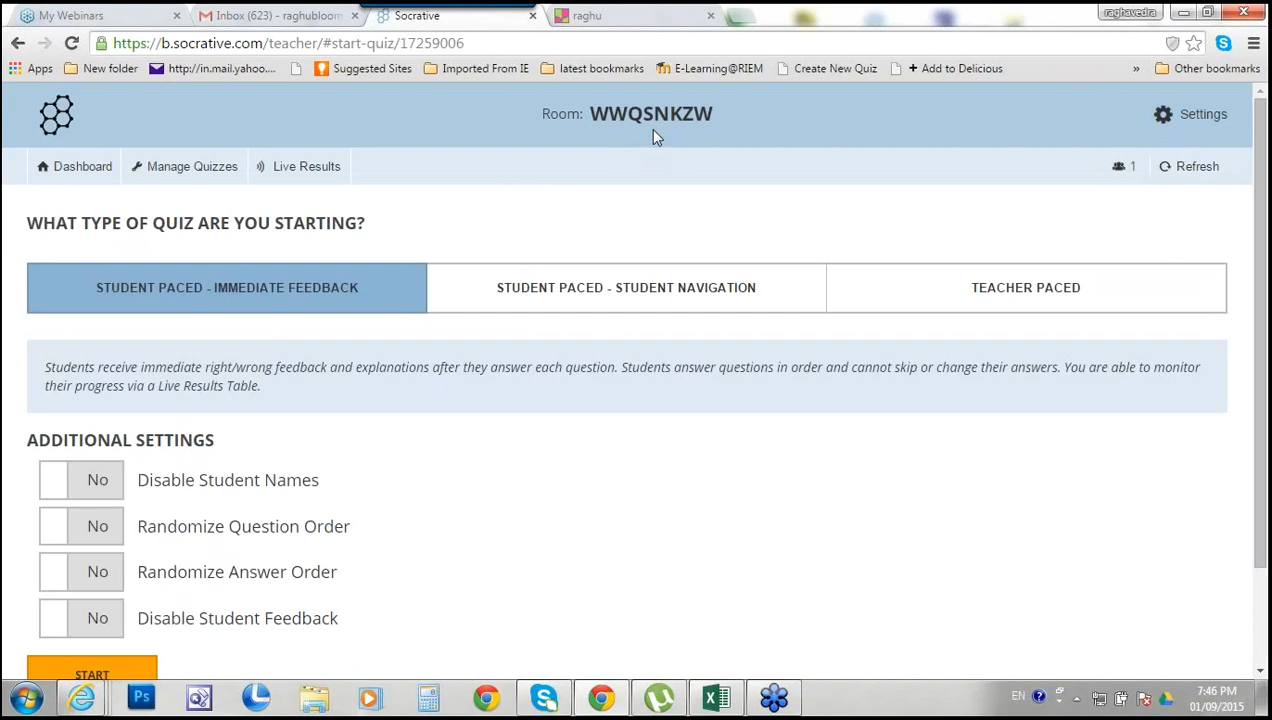 My Webinars
Inbox (623) - raghubloom
Socrative
raghu
raghavedra
https://b.socrative.com/teacher/#start-quiz/17259006
Apps
New folder
http://in.mail.yahoo....
Suggested Sites
Imported From IE
latest bookmarks
E-Learning@RIEM
Create New Quiz
+ Add to Delicious
»
Other bookmarks
Room: WWQSNKZW
Settings
Dashboard
Manage Quizzes
Live Results
1
Refresh
WHAT TYPE OF QUIZ ARE YOU STARTING?
STUDENT PACED - IMMEDIATE FEEDBACK
STUDENT PACED - STUDENT NAVIGATION
TEACHER PACED
Students receive immediate right/wrong feedback and explanations after they answer each question. Students answer questions in order and cannot skip or change their answers. You are able to monitor
their progress via a Live Results Table.
ADDITIONAL SETTINGS
No Disable Student Names
No Randomize Question Order
No Randomize Answer Order
No Disable Student Feedback
START
Ps
EN
7:46 PM
01/09/2015